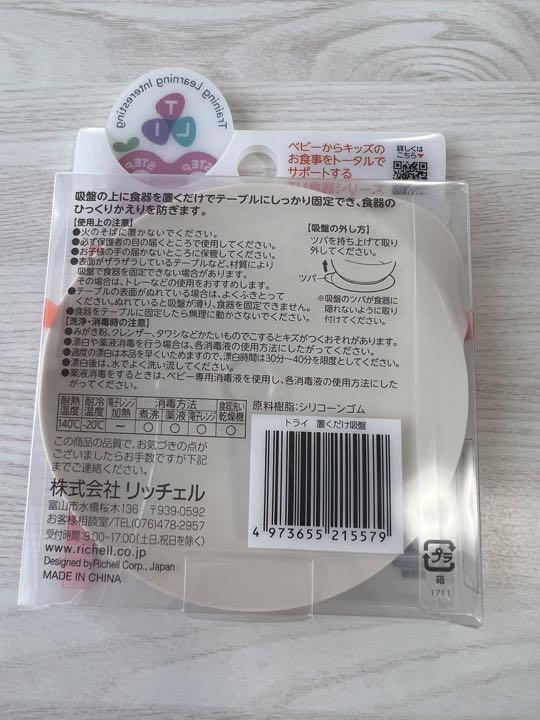 Training Learning Interesting
T
L
I
STEP
STEP
ベビーからキッズの
お食事をトータルで
サポートする
詳しくは
こちら▼
吸盤の上に食器を置くだけでテーブルにしっかり固定でき、食器の
ひっくりかえりを防ぎます。
【使用上の注意】
●火のそばに置かないでください。
●必ず保護者の目の届くところで使用してください。
●お子様の手の届かないところに保管してください。
●表面がザラザラしているテーブルなど、材質により
吸盤で食器を固定できない場合があります。
その場合は、トレーなどの使用をおすすめします。
●テーブルの表面がぬれている場合は、よくふきとって
ください。ぬれていると吸盤が滑り、食器を固定できません。
●食器をテーブルに固定したら無理に動かさないでください。
【吸盤の外し方】
ツバを持ち上げて取り
外してください。
ツバ
※吸盤のツバが食器に
隠れないように取り
付けてください。
【洗浄・消毒時の注意】
●みがき粉、クレンザー、タワシなどかたいものでこするとキズがつくおそれがあります。
●漂白や薬液消毒を行う場合は、各消毒液の使用方法にしたがってください。
●過度の漂白は本品を早くいためますので、漂白時間は30分〜40分を限度としてください。
●漂白後は、水でよく洗い流してください。
●薬液消毒をするときは、ベビー専用消毒液を使用し、各消毒液の使用方法にした
がってください。
耐熱温度 耐冷温度 電子レンジ加熱 消毒方法 食器洗い乾燥機
煮沸 薬液 電子レンジ
140℃ -20℃ － ○ ○ ○ ○
原料樹脂:シリコーンゴム
この商品の品質で、お気づきの点が
ございましたらお手数ですが下記
までご連絡ください。
株式会社 リッチェル
富山市水橋桜木136 〒939-0592
お客様相談室/TEL(076)478-2957
受付時間:9:00〜17:00(土日,祝日を除く)
www.richell.co.jp
Designed by Richell Corp., Japan
MADE IN CHINA
トライ 置くだけ吸盤
4 973655 215579
プラ
箱
1711